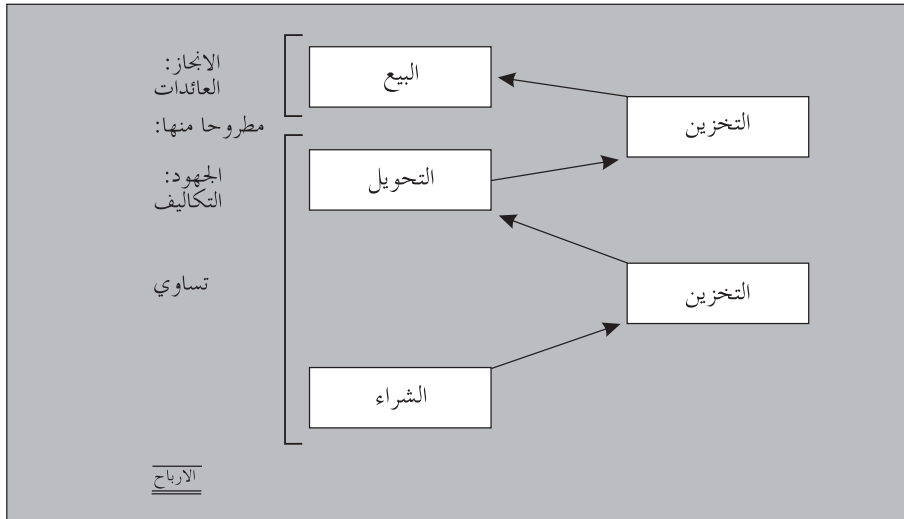 الانجاز:
العائدات
البيع
التخزين
مطروحا منها:
الجهود:
التكاليف
التحويل
تساوي
التخزين
الشراء
الارباح